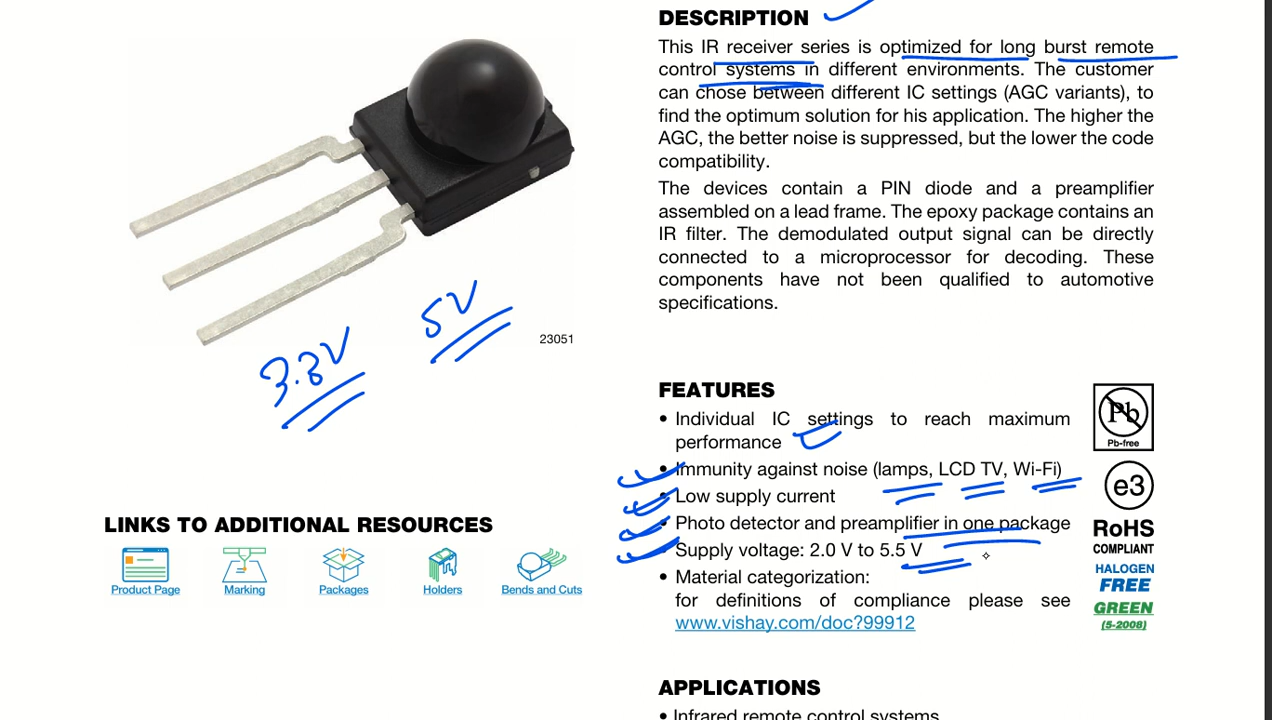 DESCRIPTION
This IR receiver series is optimized for long burst remote
control systems in different environments. The customer
can chose between different IC settings (AGC variants), to
find the optimum solution for his application. The higher the
AGC, the better noise is suppressed, but the lower the code
compatibility.
The devices contain a PIN diode and a preamplifier
assembled on a lead frame. The epoxy package contains an
IR filter. The demodulated output signal can be directly
connected to a microprocessor for decoding. These
components have not been qualified to automotive
specifications.
5V
23051
3.3V
FEATURES
• Individual IC settings to reach maximum
performance
• Immunity against noise (lamps, LCD TV, Wi-Fi)
• Low supply current
• Photo detector and preamplifier in one package
• Supply voltage: 2.0 V to 5.5 V
• Material categorization:
for definitions of compliance please see
www.vishay.com/doc?99912
Pb
Pb-free
e3
RoHS
COMPLIANT
HALOGEN
FREE
GREEN
(5-2008)
LINKS TO ADDITIONAL RESOURCES
Product Page
Marking
Packages
Holders
Bends and Cuts
APPLICATIONS
• Infrared remote control systems